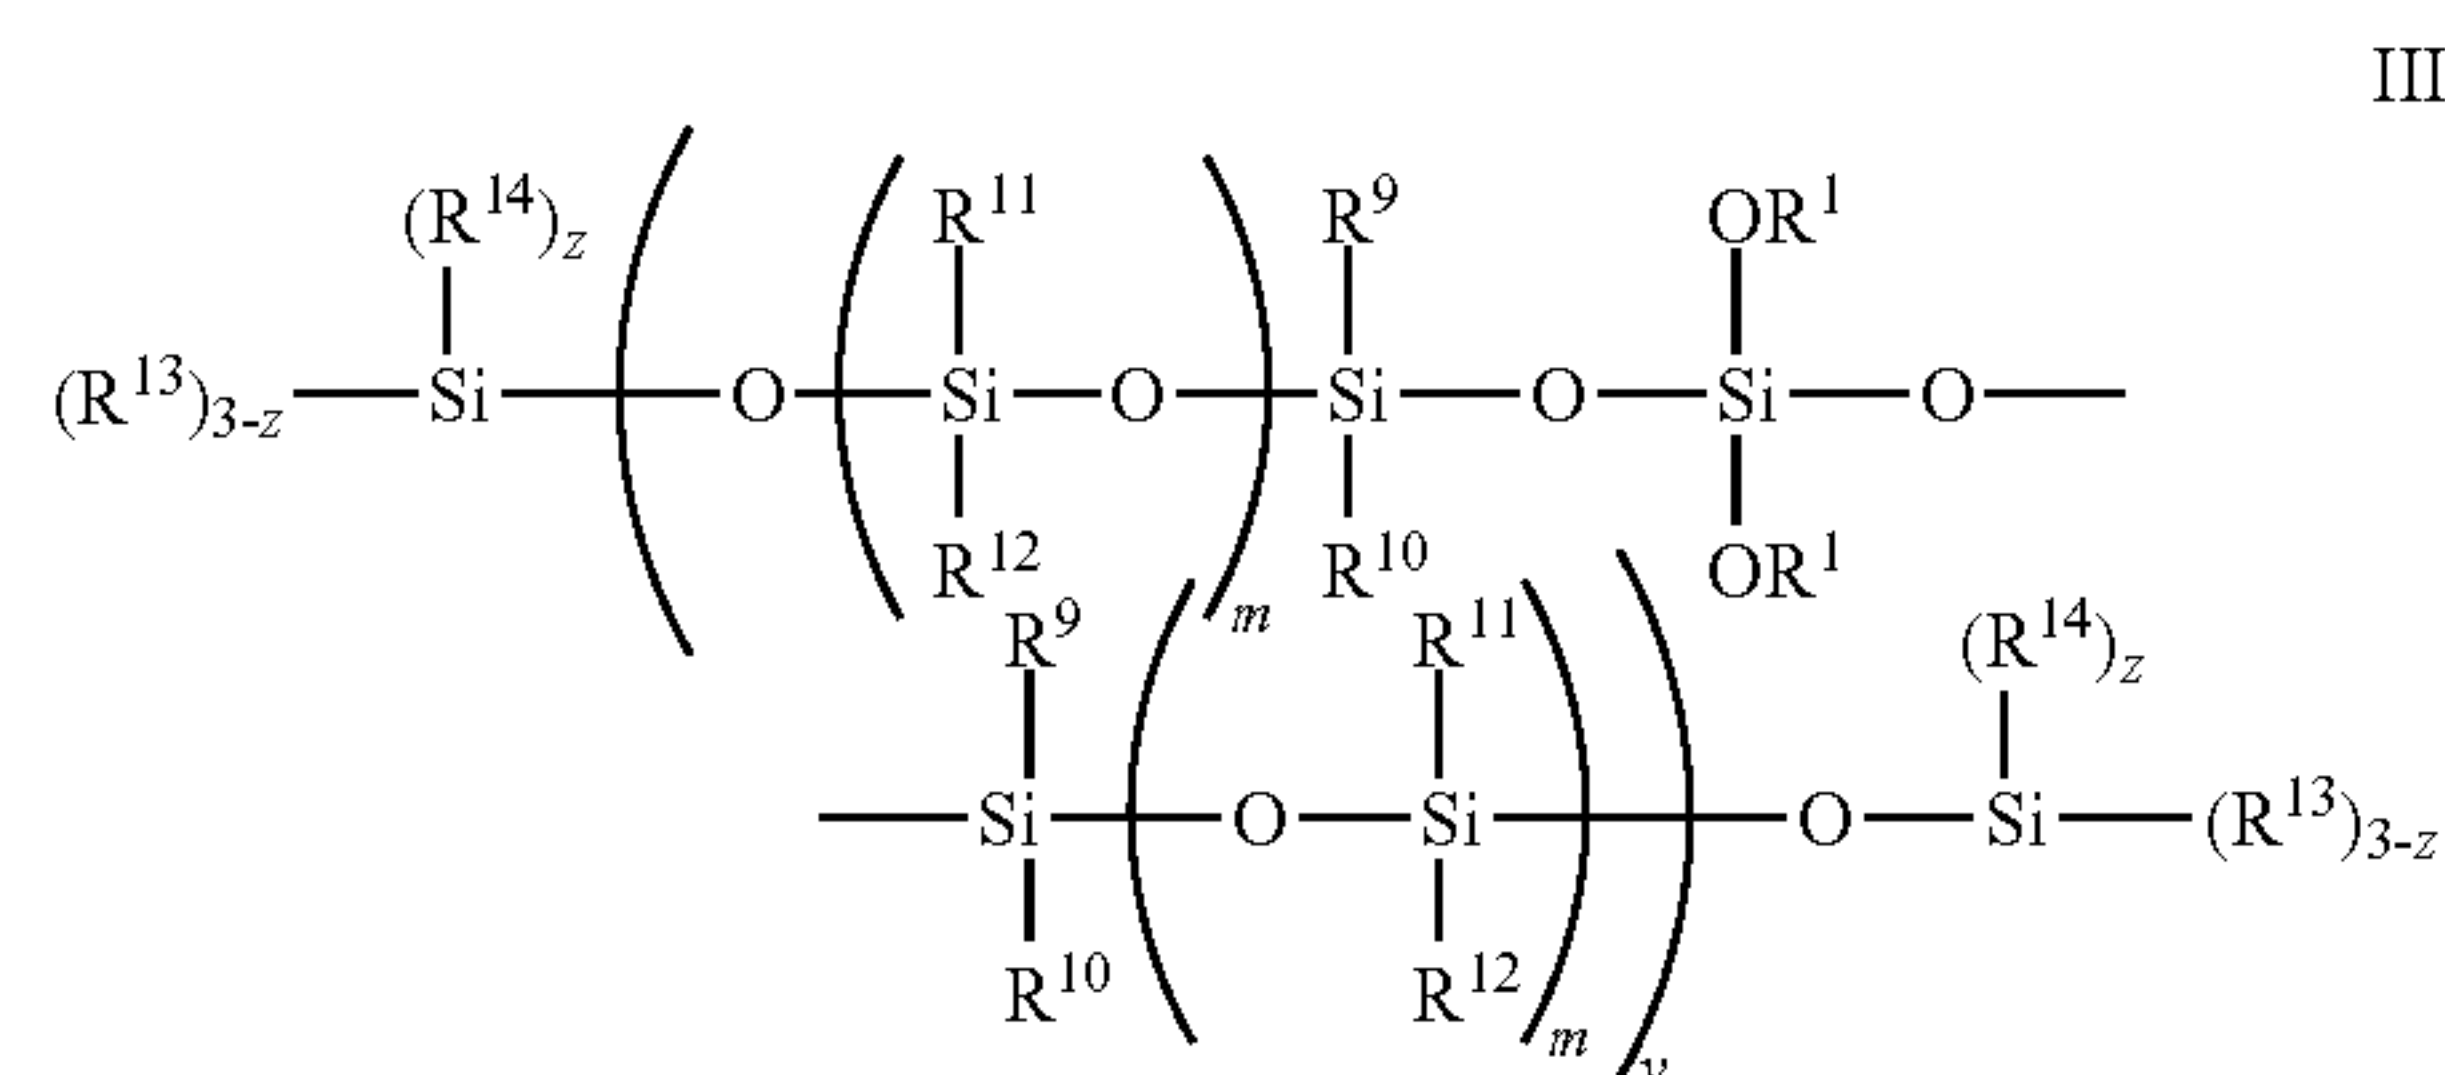 III
(R¹⁴)z R¹¹ R⁹ OR¹
(R¹³)3-z Si O Si O Si O Si O
R¹² R¹⁰ OR¹
m
R⁹ R¹¹ (R¹⁴)z
Si O Si O Si (R¹³)3-z
R¹⁰ R¹²
m